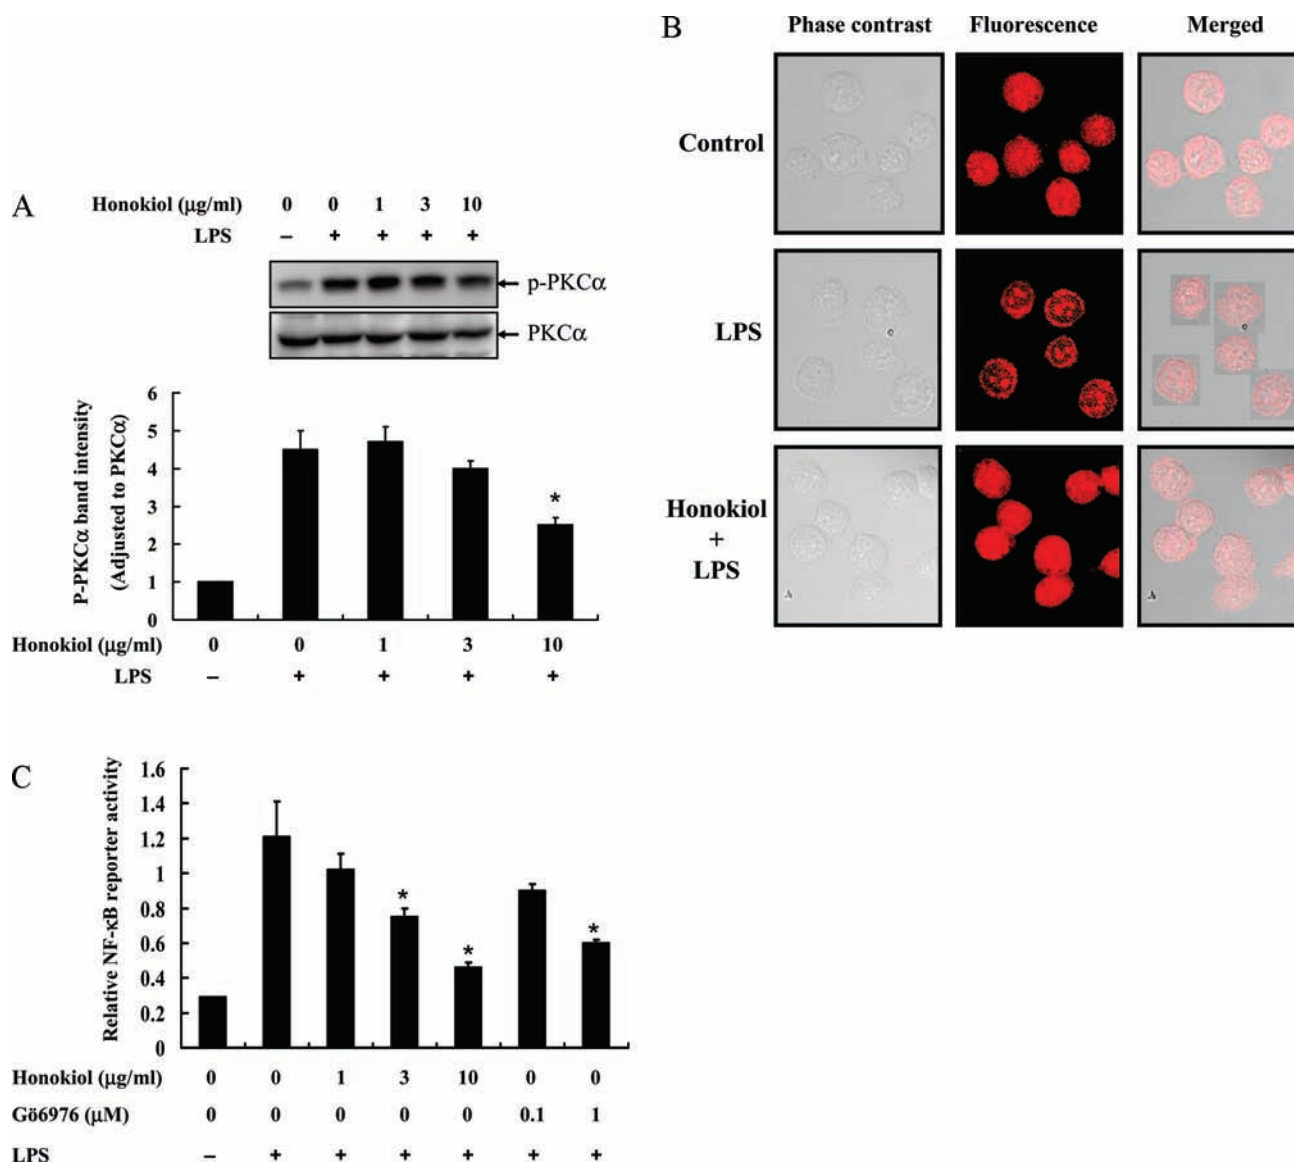 A
Honokiol (μg/ml) 0 0 1 3 10
LPS – + + + +
p-PKCα
PKCα
P-PKCα band intensity
(Adjusted to PKCα)
6
5
4
3
2
1
0
*
Honokiol (μg/ml) 0 0 1 3 10
LPS – + + + +
B
Phase contrast Fluorescence Merged
Control
LPS
Honokiol
+
LPS
C
Relative NF-κB reporter activity
1.6
1.4
1.2
1
0.8
0.6
0.4
0.2
0
* * *
Honokiol (μg/ml) 0 0 1 3 10 0 0
Gö6976 (μM) 0 0 0 0 0 0.1 1
LPS – + + + + + +